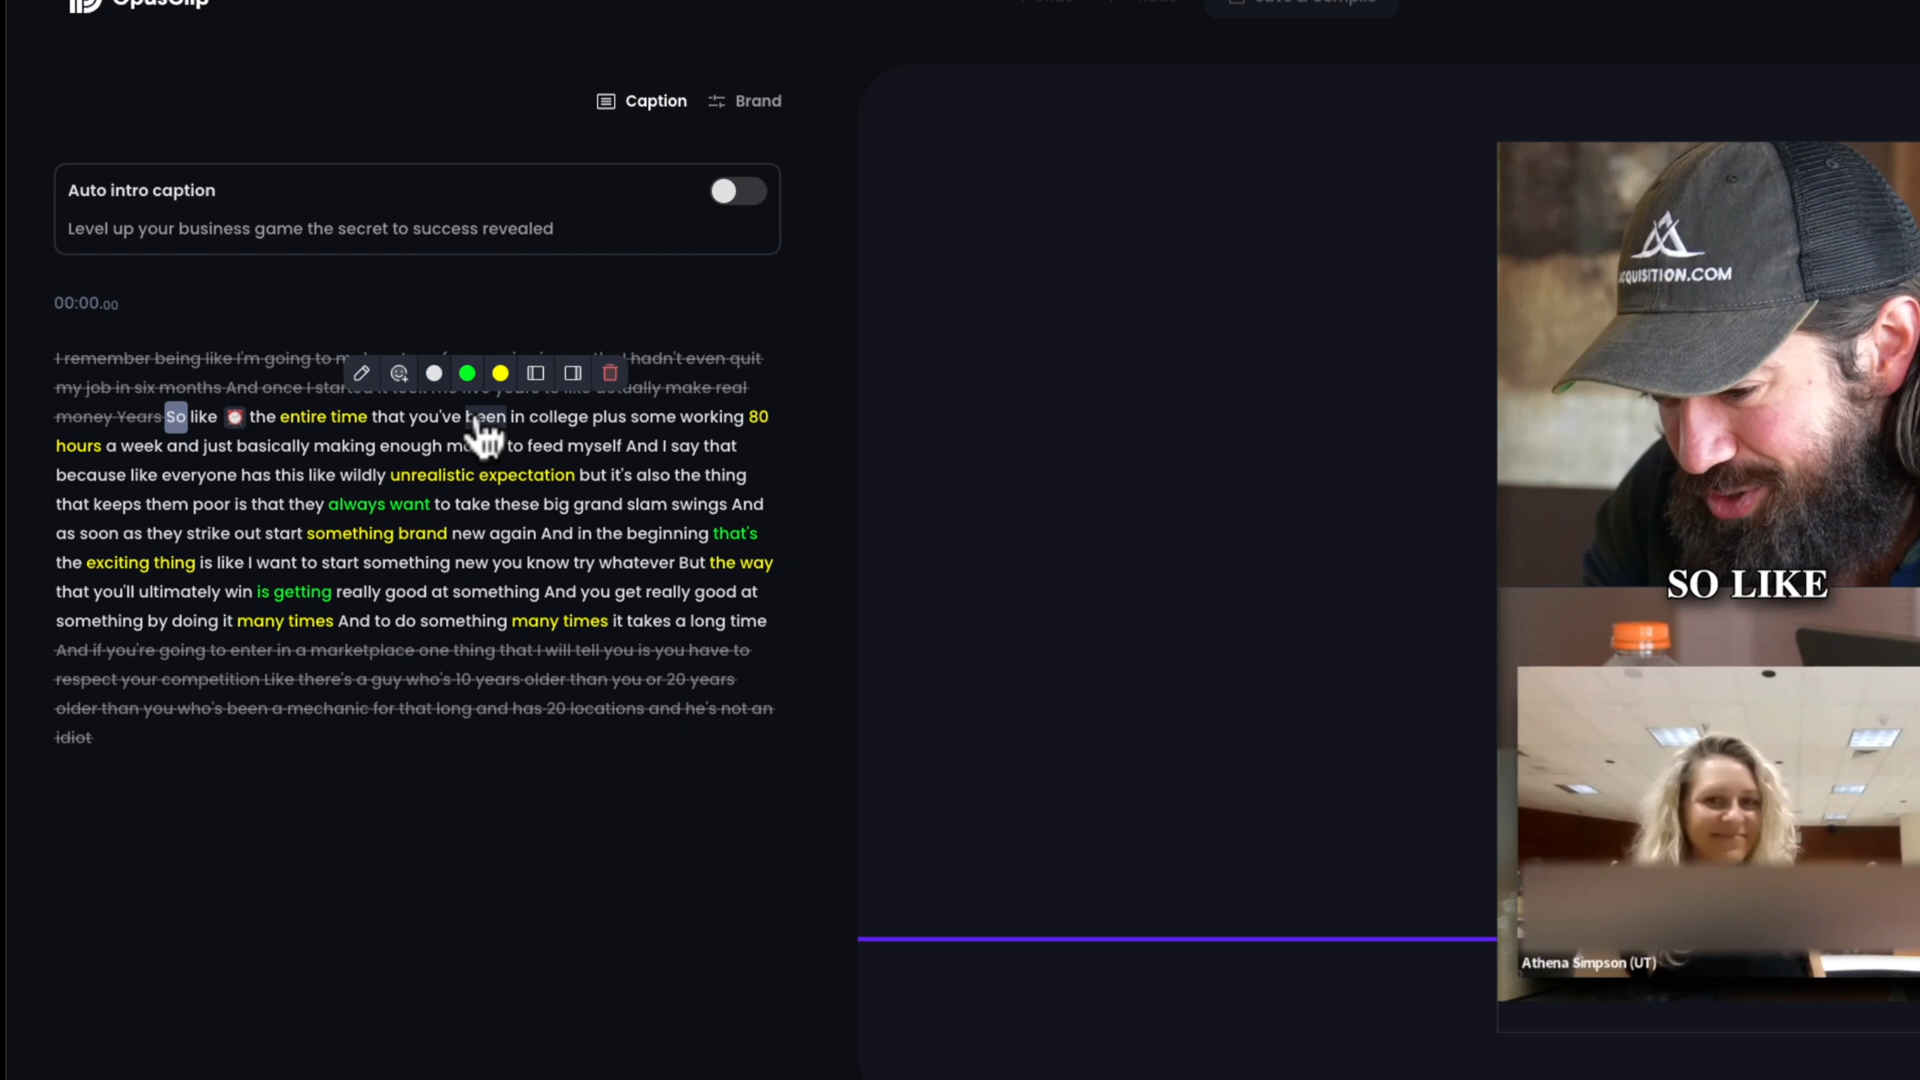 OpusClip
Caption
Brand
Auto intro caption
Level up your business game the secret to success revealed
00:00.00
I remember being like I'm going to hadn't even quit
my job in six months And once I actually make real
money Years So like ⏰ the entire time that you've been in college plus some working 80
hours a week and just basically making enough to feed myself And I say that
because like everyone has this like wildly unrealistic expectation but it's also the thing
that keeps them poor is that they always want to take these big grand slam swings And
as soon as they strike out start something brand new again And in the beginning that's
the exciting thing is like I want to start something new you know try whatever But the way
that you'll ultimately win is getting really good at something And you get really good at
something by doing it many times And to do something many times it takes a long time
And if you're going to enter in a marketplace one thing that I will tell you is you have to
respect your competition Like there's a guy who's 10 years older than you or 20 years
older than you who's been a mechanic for that long and has 20 locations and he's not an
idiot
ACQUISITION.COM
SO LIKE
Athena Simpson (UT)